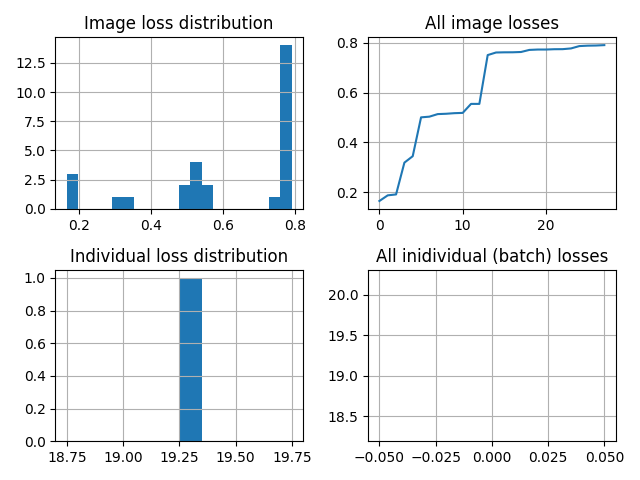 Image loss distribution
12.5
10.0
7.5
5.0
2.5
0.0
0.2 0.4 0.6 0.8
All image losses
0.8
0.6
0.4
0.2
0 10 20
Individual loss distribution
1.0
0.8
0.6
0.4
0.2
0.0
18.75 19.00 19.25 19.50 19.75
All inidividual (batch) losses
20.0
19.5
19.0
18.5
−0.050 −0.025 0.000 0.025 0.050